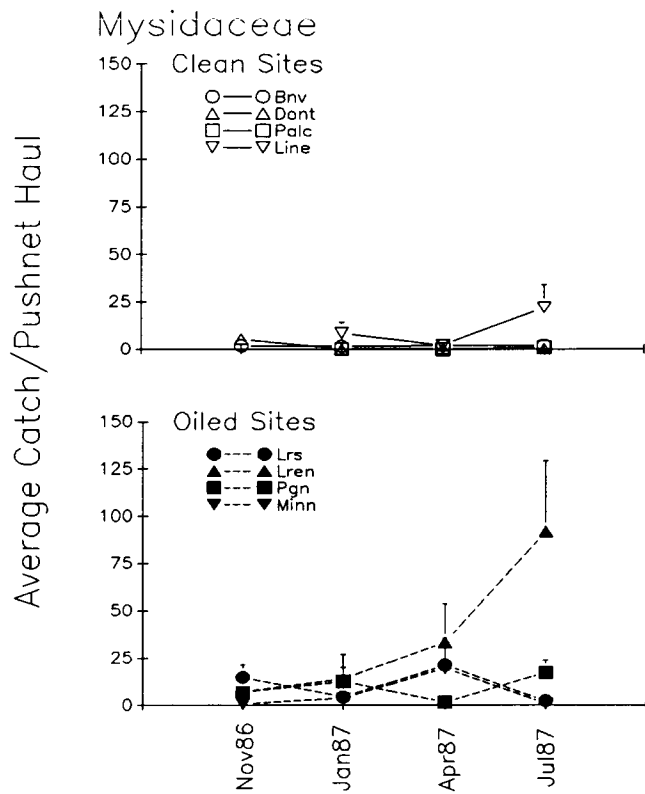 Mysidaceae
Clean Sites
Bnv
Dant
Palc
Line
150
125
100
75
50
25
0
Average Catch/Pushnet Haul
Oiled Sites
Lrs
Lren
Pgn
Minn
150
125
100
75
50
25
0
Nov86
Jan87
Apr87
Jul87